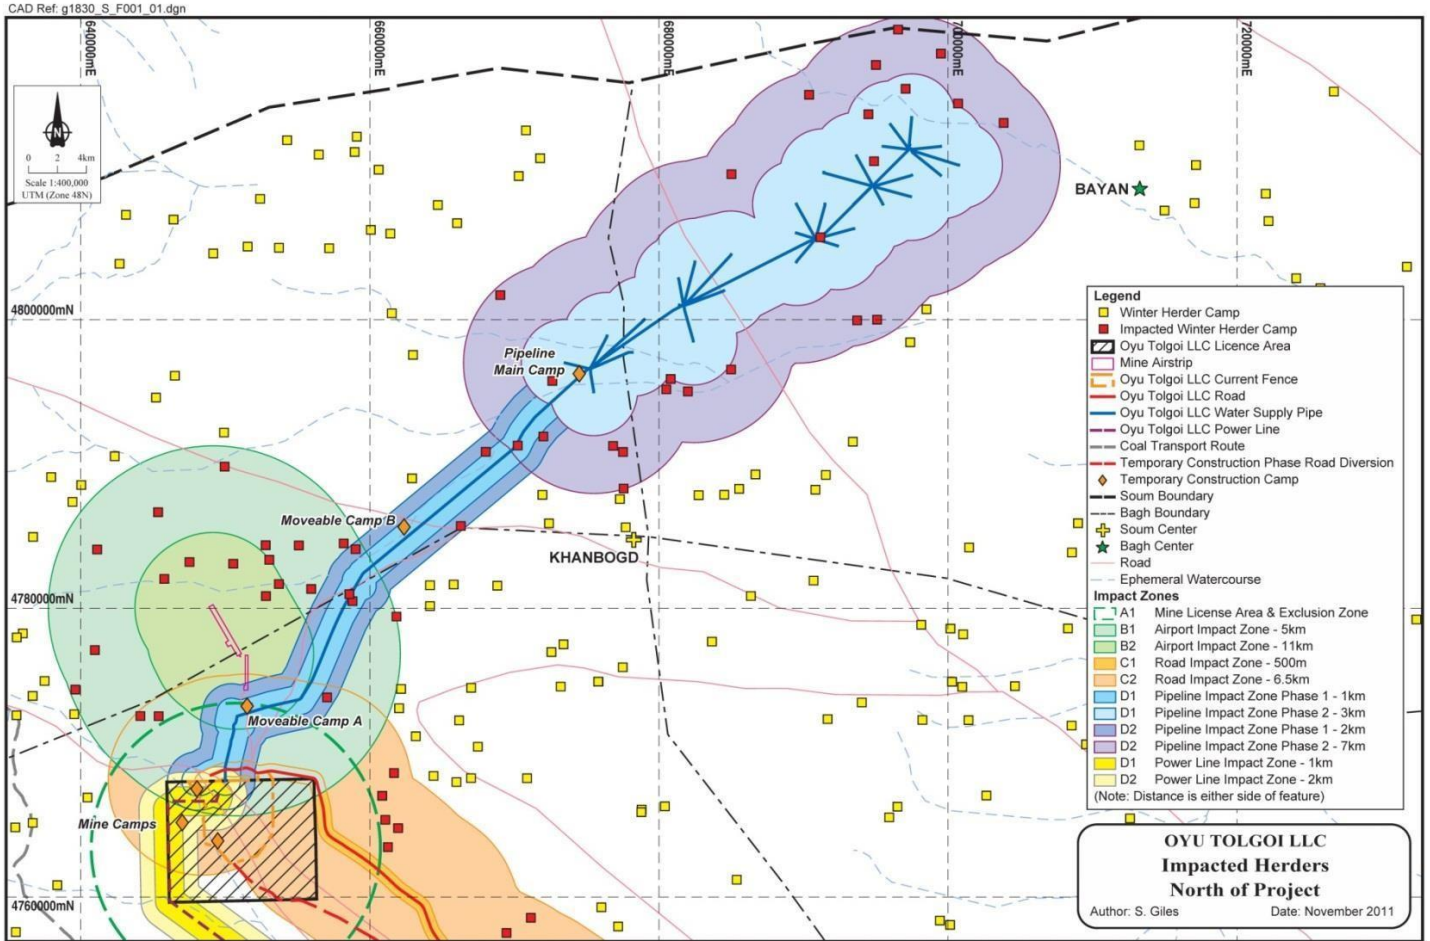 CAD Ref: g1830_S_F001_01.dgn
640000mE
660000mE
680000mE
700000mE
720000mE
N
0 2 4km
Scale 1:400,000
UTM (Zone 48N)
BAYAN
4800000mN
Pipeline
Main Camp
Moveable Camp B
KHANBOGD
4780000mN
Moveable Camp A
Mine Camps
4760000mN
Legend
Winter Herder Camp
Impacted Winter Herder Camp
Oyu Tolgoi LLC Licence Area
Mine Airstrip
Oyu Tolgoi LLC Current Fence
Oyu Tolgoi LLC Road
Oyu Tolgoi LLC Water Supply Pipe
Oyu Tolgoi LLC Power Line
Coal Transport Route
Temporary Construction Phase Road Diversion
Temporary Construction Camp
Soum Boundary
Bagh Boundary
Soum Center
Bagh Center
Road
Ephemeral Watercourse
Impact Zones
A1 Mine License Area & Exclusion Zone
B1 Airport Impact Zone - 5km
B2 Airport Impact Zone - 11km
C1 Road Impact Zone - 500m
C2 Road Impact Zone - 6.5km
D1 Pipeline Impact Zone Phase 1 - 1km
D1 Pipeline Impact Zone Phase 2 - 3km
D2 Pipeline Impact Zone Phase 1 - 2km
D2 Pipeline Impact Zone Phase 2 - 7km
D1 Power Line Impact Zone - 1km
D2 Power Line Impact Zone - 2km
(Note: Distance is either side of feature)
OYU TOLGOI LLC
Impacted Herders
North of Project
Author: S. Giles Date: November 2011